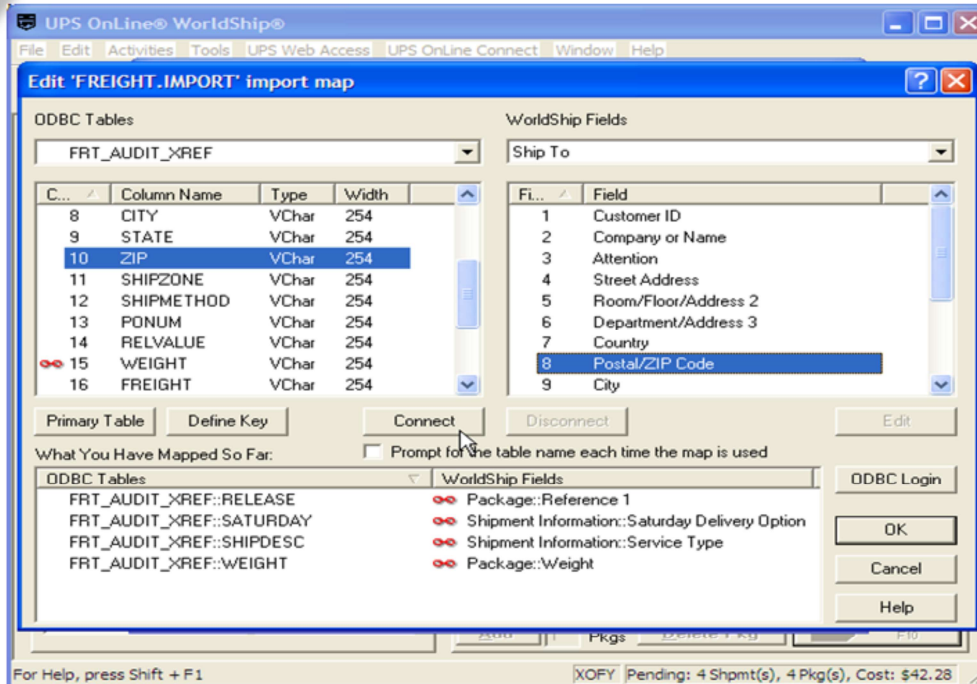 UPS OnLine® WorldShip®
File Edit Activities Tools UPS Web Access UPS OnLine Connect Window Help
Edit 'FREIGHT.IMPORT' import map
ODBC Tables WorldShip Fields
FRT_AUDIT_XREF Ship To
C... Column Name Type Width Fi... Field
8 CITY VChar 254 1 Customer ID
9 STATE VChar 254 2 Company or Name
10 ZIP VChar 254 3 Attention
11 SHIPZONE VChar 254 4 Street Address
12 SHIPMETHOD VChar 254 5 Room/Floor/Address 2
13 PONUM VChar 254 6 Department/Address 3
14 RELVALUE VChar 254 7 Country
15 WEIGHT VChar 254 8 Postal/ZIP Code
16 FREIGHT VChar 254 9 City
Primary Table Define Key Connect Disconnect Edit
What You Have Mapped So Far: Prompt for the table name each time the map is used
ODBC Tables WorldShip Fields ODBC Login
FRT_AUDIT_XREF::RELEASE Package::Reference 1
FRT_AUDIT_XREF::SATURDAY Shipment Information::Saturday Delivery Option
OK
FRT_AUDIT_XREF::SHIPDESC Shipment Information::Service Type
FRT_AUDIT_XREF::WEIGHT Package::Weight
Cancel
Help
Add 1 Pkgs Delete Pkg F10
For Help, press Shift + F1 XOFY Pending: 4 Shpmt(s), 4 Pkg(s), Cost: $42.28